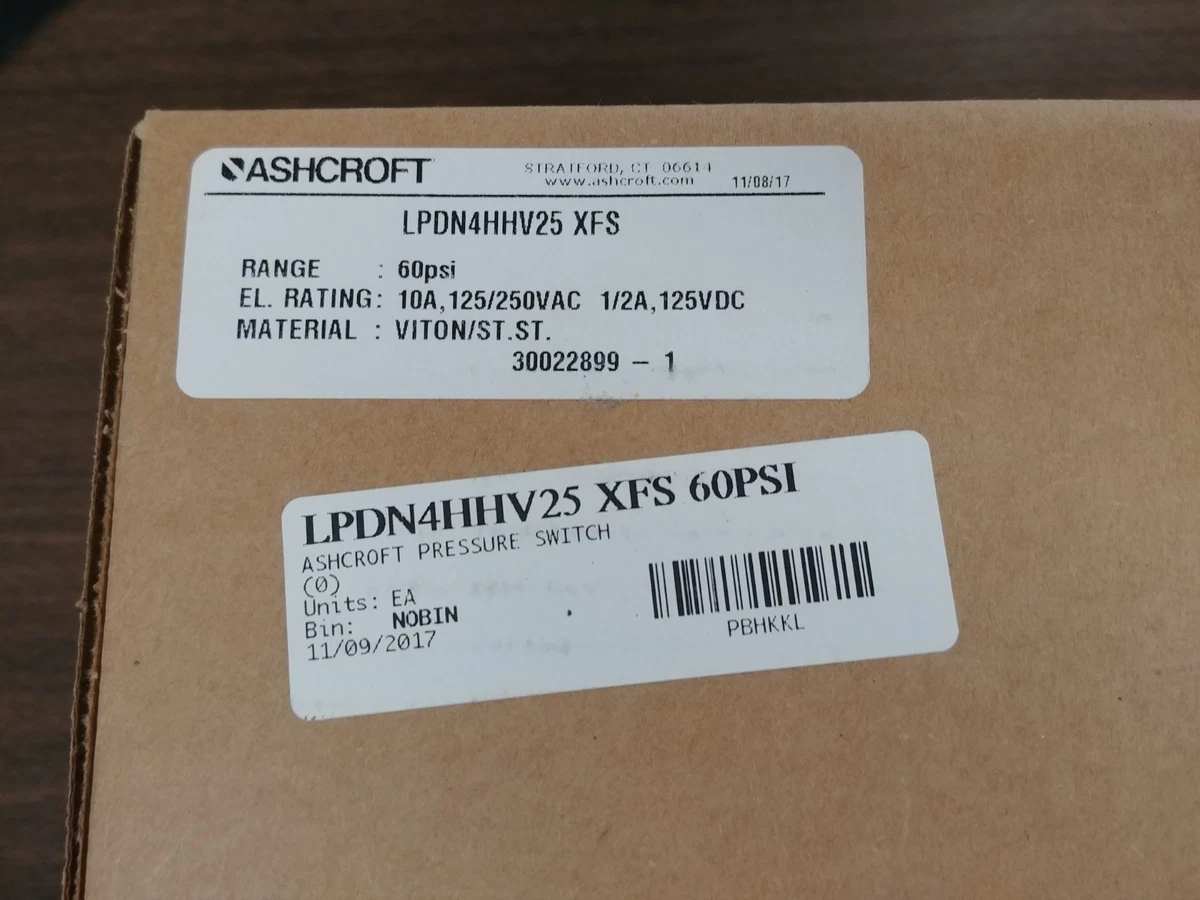 ASHCROFT
STRATFORD, CT 06614
www.ashcroft.com 11/08/17
LPDN4HHV25 XFS
RANGE : 60psi
EL. RATING: 10A,125/250VAC 1/2A,125VDC
MATERIAL : VITON/ST.ST.
30022899 – 1
LPDN4HHV25 XFS 60PSI
ASHCROFT PRESSURE SWITCH
(0)
Units: EA
Bin: NOBIN
11/09/2017
PBHKKL